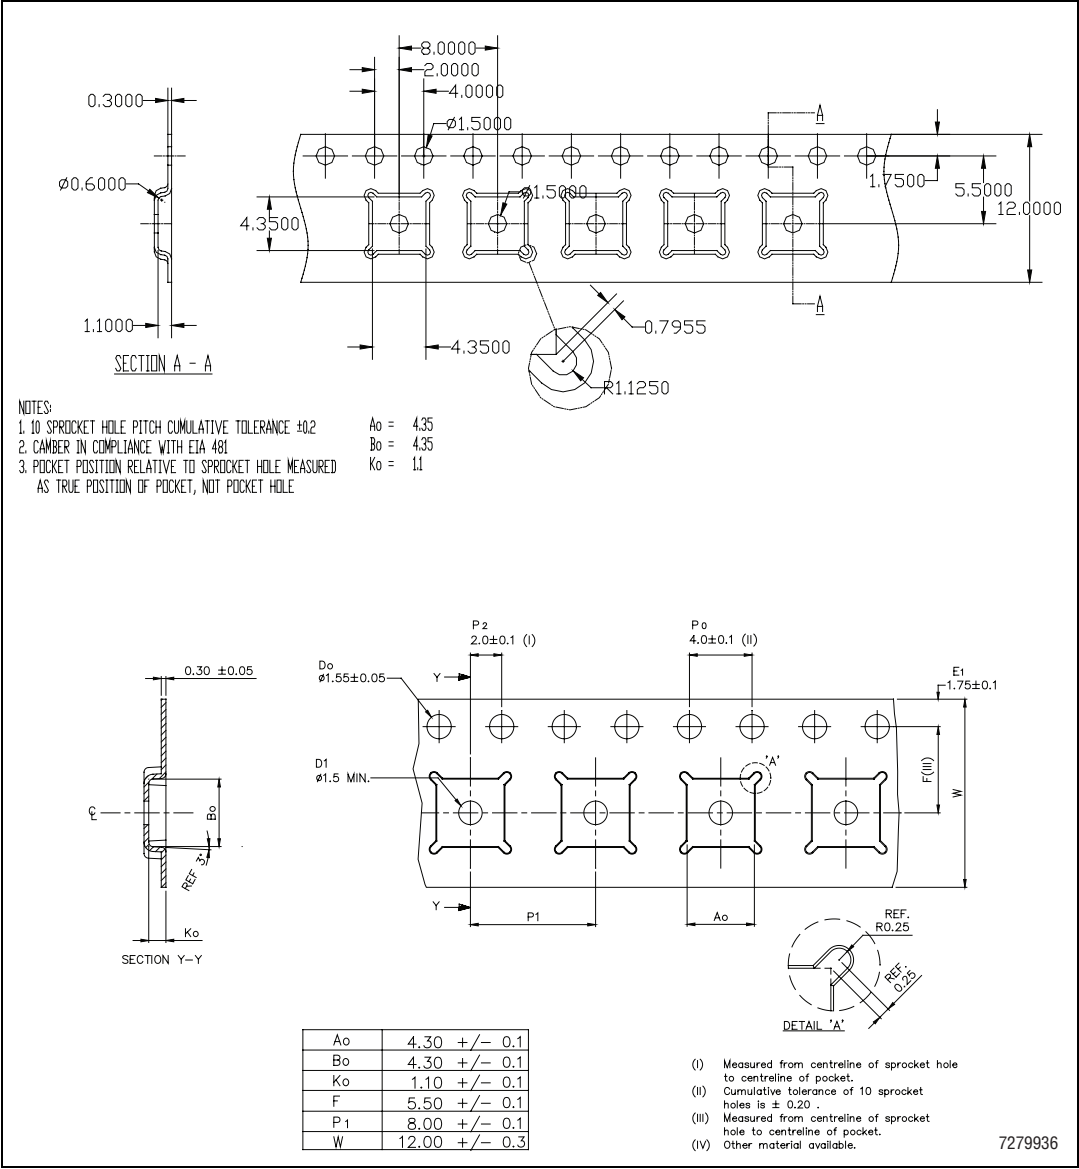 8.0000
2.0000
4.0000
0.3000
Ø1.5000
A
Ø0.6000
Ø1.5000
1.7500
5.5000
12.0000
4.3500
1.1000
A
0.7955
4.3500
SECTION A - A
R1.1250
NOTES:
1. 10 SPROCKET HOLE PITCH CUMULATIVE TOLERANCE ±0.2
2. CAMBER IN COMPLIANCE WITH EIA 481
3. POCKET POSITION RELATIVE TO SPROCKET HOLE MEASURED
AS TRUE POSITION OF POCKET, NOT POCKET HOLE
Ao = 4.35
Bo = 4.35
Ko = 1.1
P2
2.0±0.1 (I)
Po
4.0±0.1 (II)
0.30 ±0.05
Do
Ø1.55±0.05
Y
E1
1.75±0.1
D1
Ø1.5 MIN.
'A'
F(III)
W
℄
Bo
REF 3°
Y
P1
Ao
Ko
SECTION Y-Y
REF.
R0.25
REF.
0.25
DETAIL 'A'
Ao 4.30 +/- 0.1
Bo 4.30 +/- 0.1
Ko 1.10 +/- 0.1
F 5.50 +/- 0.1
P1 8.00 +/- 0.1
W 12.00 +/- 0.3
(I) Measured from centreline of sprocket hole
to centreline of pocket.
(II) Cumulative tolerance of 10 sprocket
holes is ± 0.20 .
(III) Measured from centreline of sprocket
hole to centreline of pocket.
(IV) Other material available.
7279936